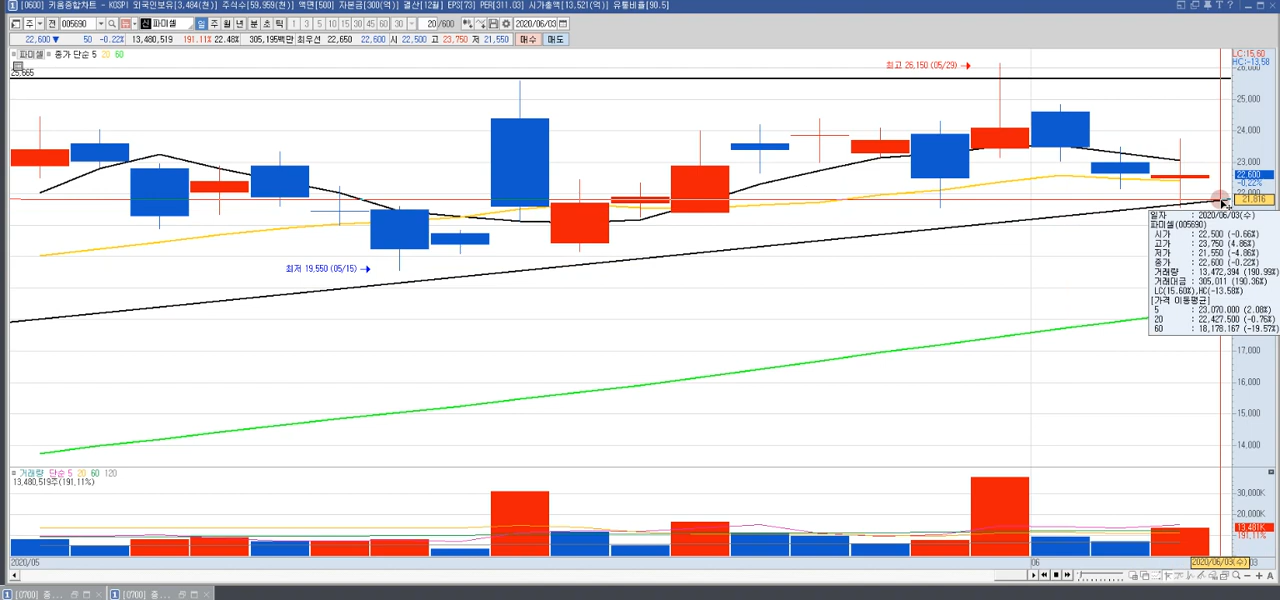 [0600] 키움종합차트 - KOSPI 외국인보유[3,484(천)] 주식수[59,959(천)] 액면[500] 자본금[300(억)] 결산[12월] EPS[73] PER[311.03] 시가총액[13,521(억)] 유통비율[90.5]
주 전 005690 신 파미셀 일 주 월 년 분 초 틱 1 3 5 10 15 30 45 60 30 20 /600 2020/06/03
22,600 ▼ 50 -0.22% 13,480,519 191.11% 22.48% 305,195백만 최우선 22,650 22,600 시 22,500 고 23,750 저 21,550 매수 매도
파미셀 종가 단순 5 20 60
25,665
최고 26,150 (05/29)
LC:15.60
HC:-13.58
26,000
25,000
24,000
23,000
22,600
-0.22%
22,000
21,816
최저 19,550 (05/15)
일자 : 2020/06/03(수)
파미셀(005690)
시가 : 22,500 (-0.66%)
고가 : 23,750 (4.86%)
저가 : 21,550 (-4.86%)
종가 : 22,600 (-0.22%)
거래량 : 13,472,394 (190.99%)
거래대금 : 305,011 (190.36%)
LC(15.60%),HC(-13.58%)
[가격 이동평균]
5 : 23,070.000 (2.08%)
20 : 22,427.500 (-0.76%)
60 : 18,178.167 (-19.57%)
17,000
16,000
15,000
14,000
거래량 단순 5 20 60 120
13,480,519주(191.11%)
30,000K
20,000K
13,481K
191.11%
2020/05 06 2020/06/03(수) 03
[0700] 종... [0700] 종...